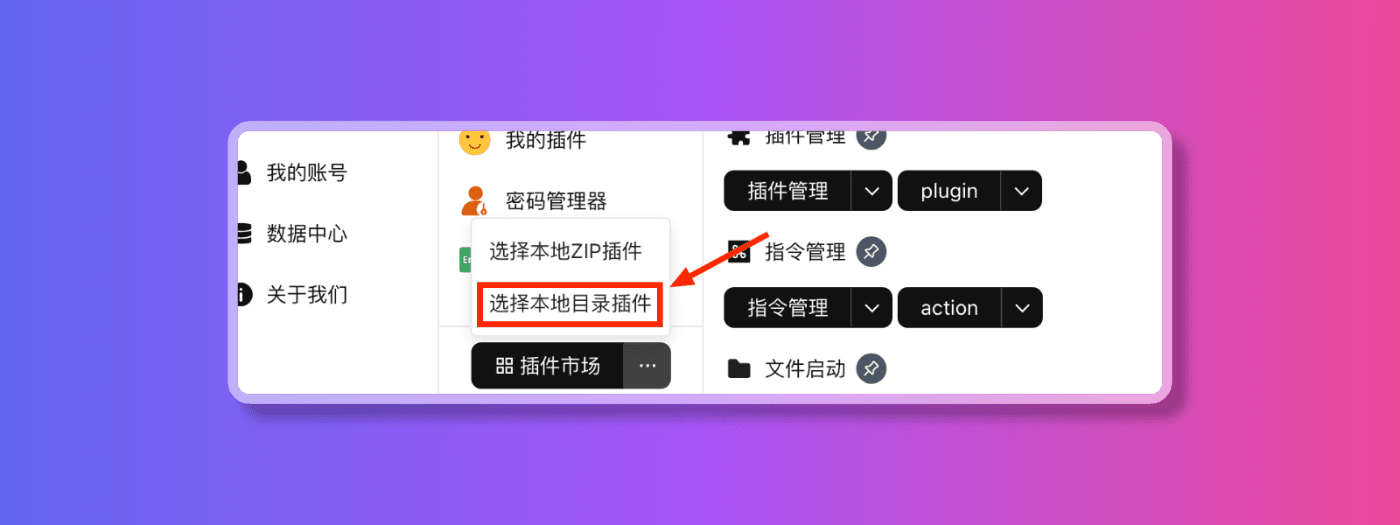 我的账号
数据中心
关于我们
我的插件
密码管理器
选择本地ZIP插件
选择本地目录插件
插件市场
插件管理
插件管理
plugin
指令管理
指令管理
action
文件启动